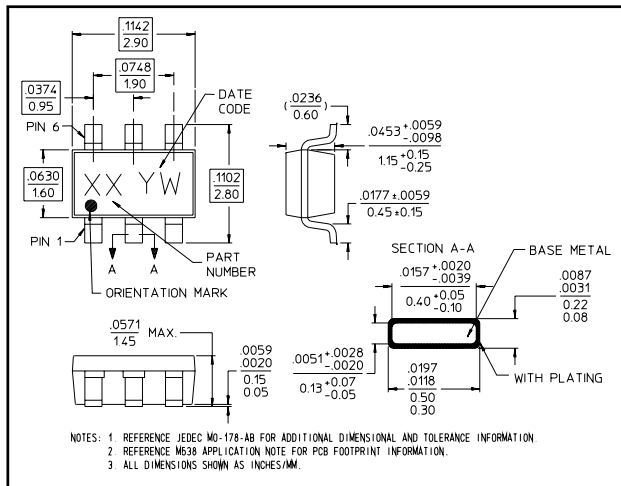 .1142
2.90
.0748
1.90
.0374
0.95
DATE
CODE
PIN 6
.0630
1.60
XX YW
.1102
2.80
PIN 1
A A
PART
NUMBER
ORIENTATION MARK
(.0236
0.60)
.0453 +.0059
-.0098
1.15 +0.15
-0.25
.0177 ±.0059
0.45 ±0.15
SECTION A-A
BASE METAL
.0157 +.0020
-.0039
0.40 +0.05
-0.10
.0087
.0031
0.22
0.08
.0571
1.45 MAX.
.0059
.0020
0.15
0.05
.0051 +.0028
-.0020
0.13 +0.07
-0.05
.0197
.0118
0.50
0.30
WITH PLATING
NOTES: 1. REFERENCE JEDEC MO-178-AB FOR ADDITIONAL DIMENSIONAL AND TOLERANCE INFORMATION.
2. REFERENCE M538 APPLICATION NOTE FOR PCB FOOTPRINT INFORMATION.
3. ALL DIMENSIONS SHOWN AS INCHES/MM.